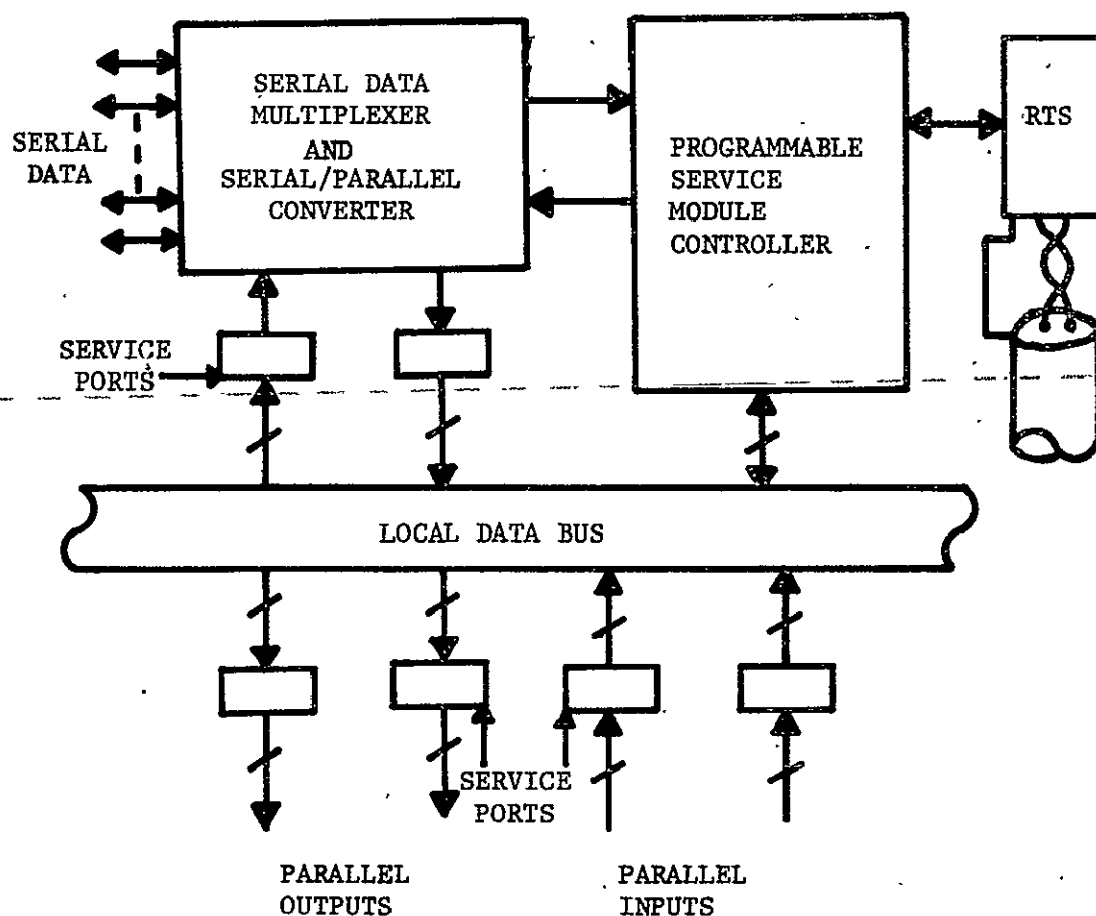 SERIAL DATA
MULTIPLEXER
AND
SERIAL/PARALLEL
CONVERTER
SERIAL
DATA
PROGRAMMABLE
SERVICE
MODULE
CONTROLLER
RTS
SERVICE
PORTS
LOCAL DATA BUS
SERVICE
PORTS
PARALLEL
OUTPUTS
PARALLEL
INPUTS